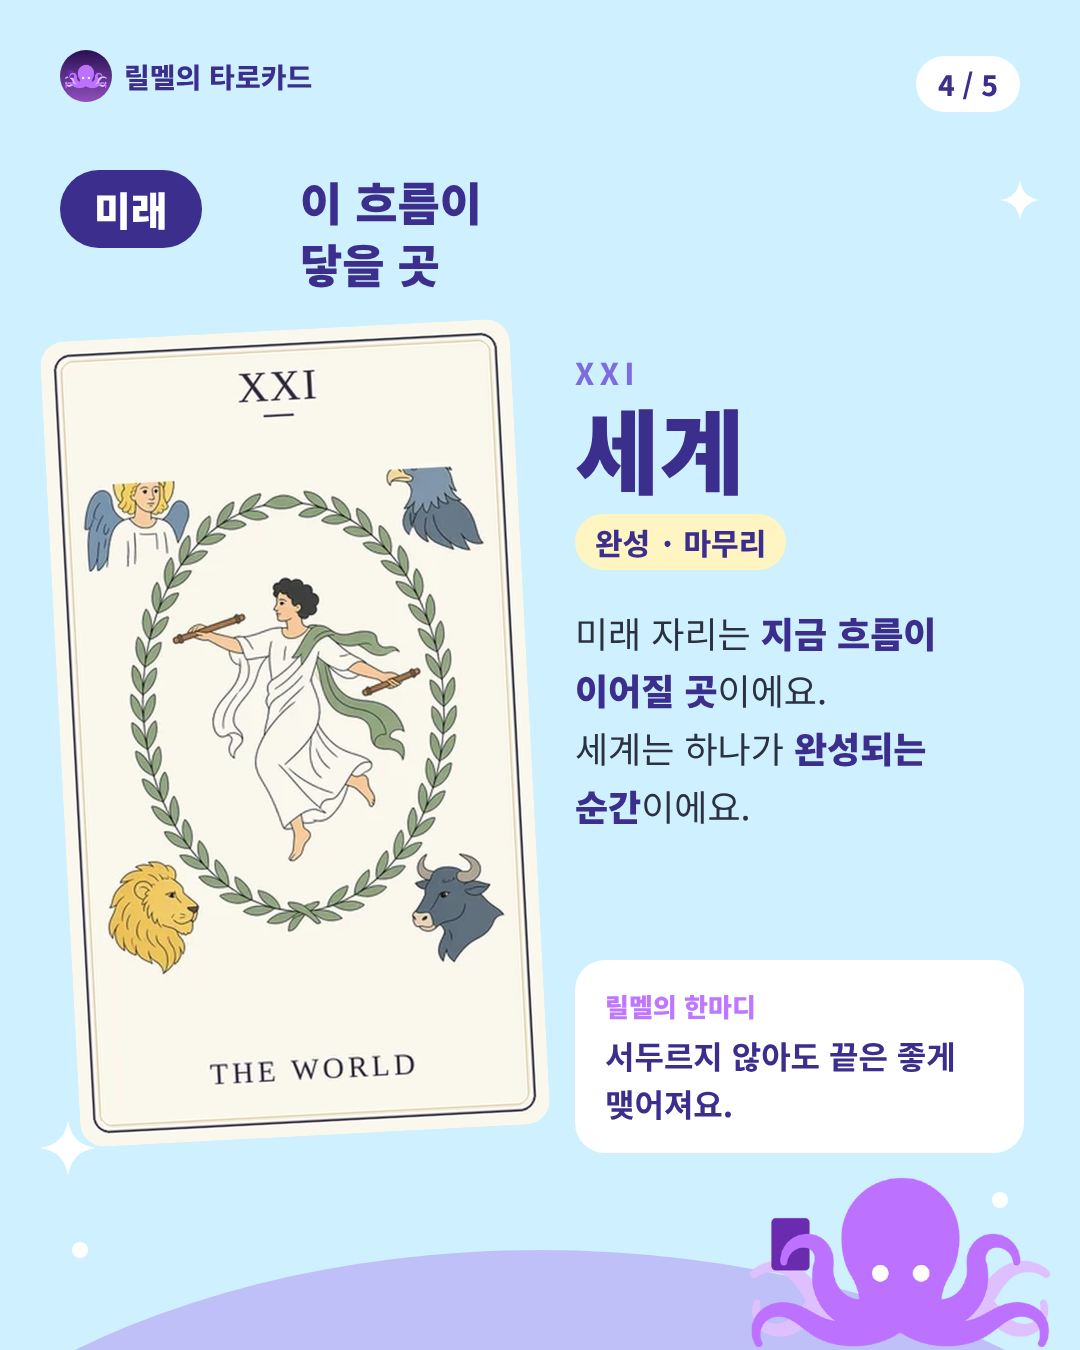 릴멜의 타로카드
4 / 5
미래
이 흐름이
닿을 곳
XXI
THE WORLD
XXI
세계
완성 · 마무리
미래 자리는 지금 흐름이
이어질 곳이에요.
세계는 하나가 완성되는
순간이에요.
릴멜의 한마디
서두르지 않아도 끝은 좋게
맺어져요.